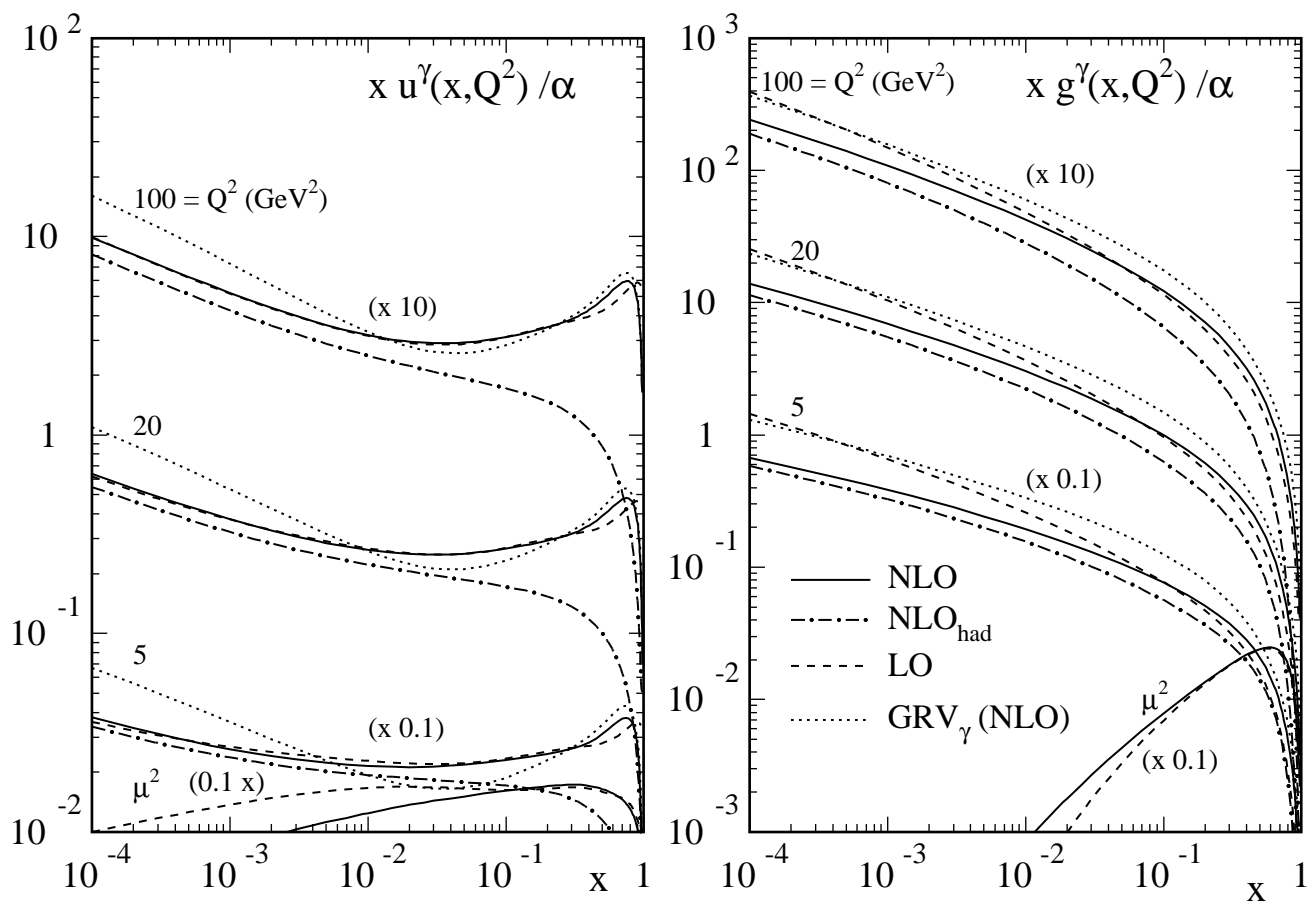 10^2
x u^γ(x,Q^2) /α
100 = Q^2 (GeV^2)
10
(x 10)
1
20
10^-1
5
(x 0.1)
μ^2
(0.1 x)
10^-2
10^-4
10^-3
10^-2
10^-1
x
1
10^3
x g^γ(x,Q^2) /α
100 = Q^2 (GeV^2)
10^2
(x 10)
20
10
1
5
(x 0.1)
10^-1
NLO
NLO_had
LO
GRV_γ (NLO)
10^-2
μ^2
(x 0.1)
10^-3
10^-4
10^-3
10^-2
10^-1
x
1